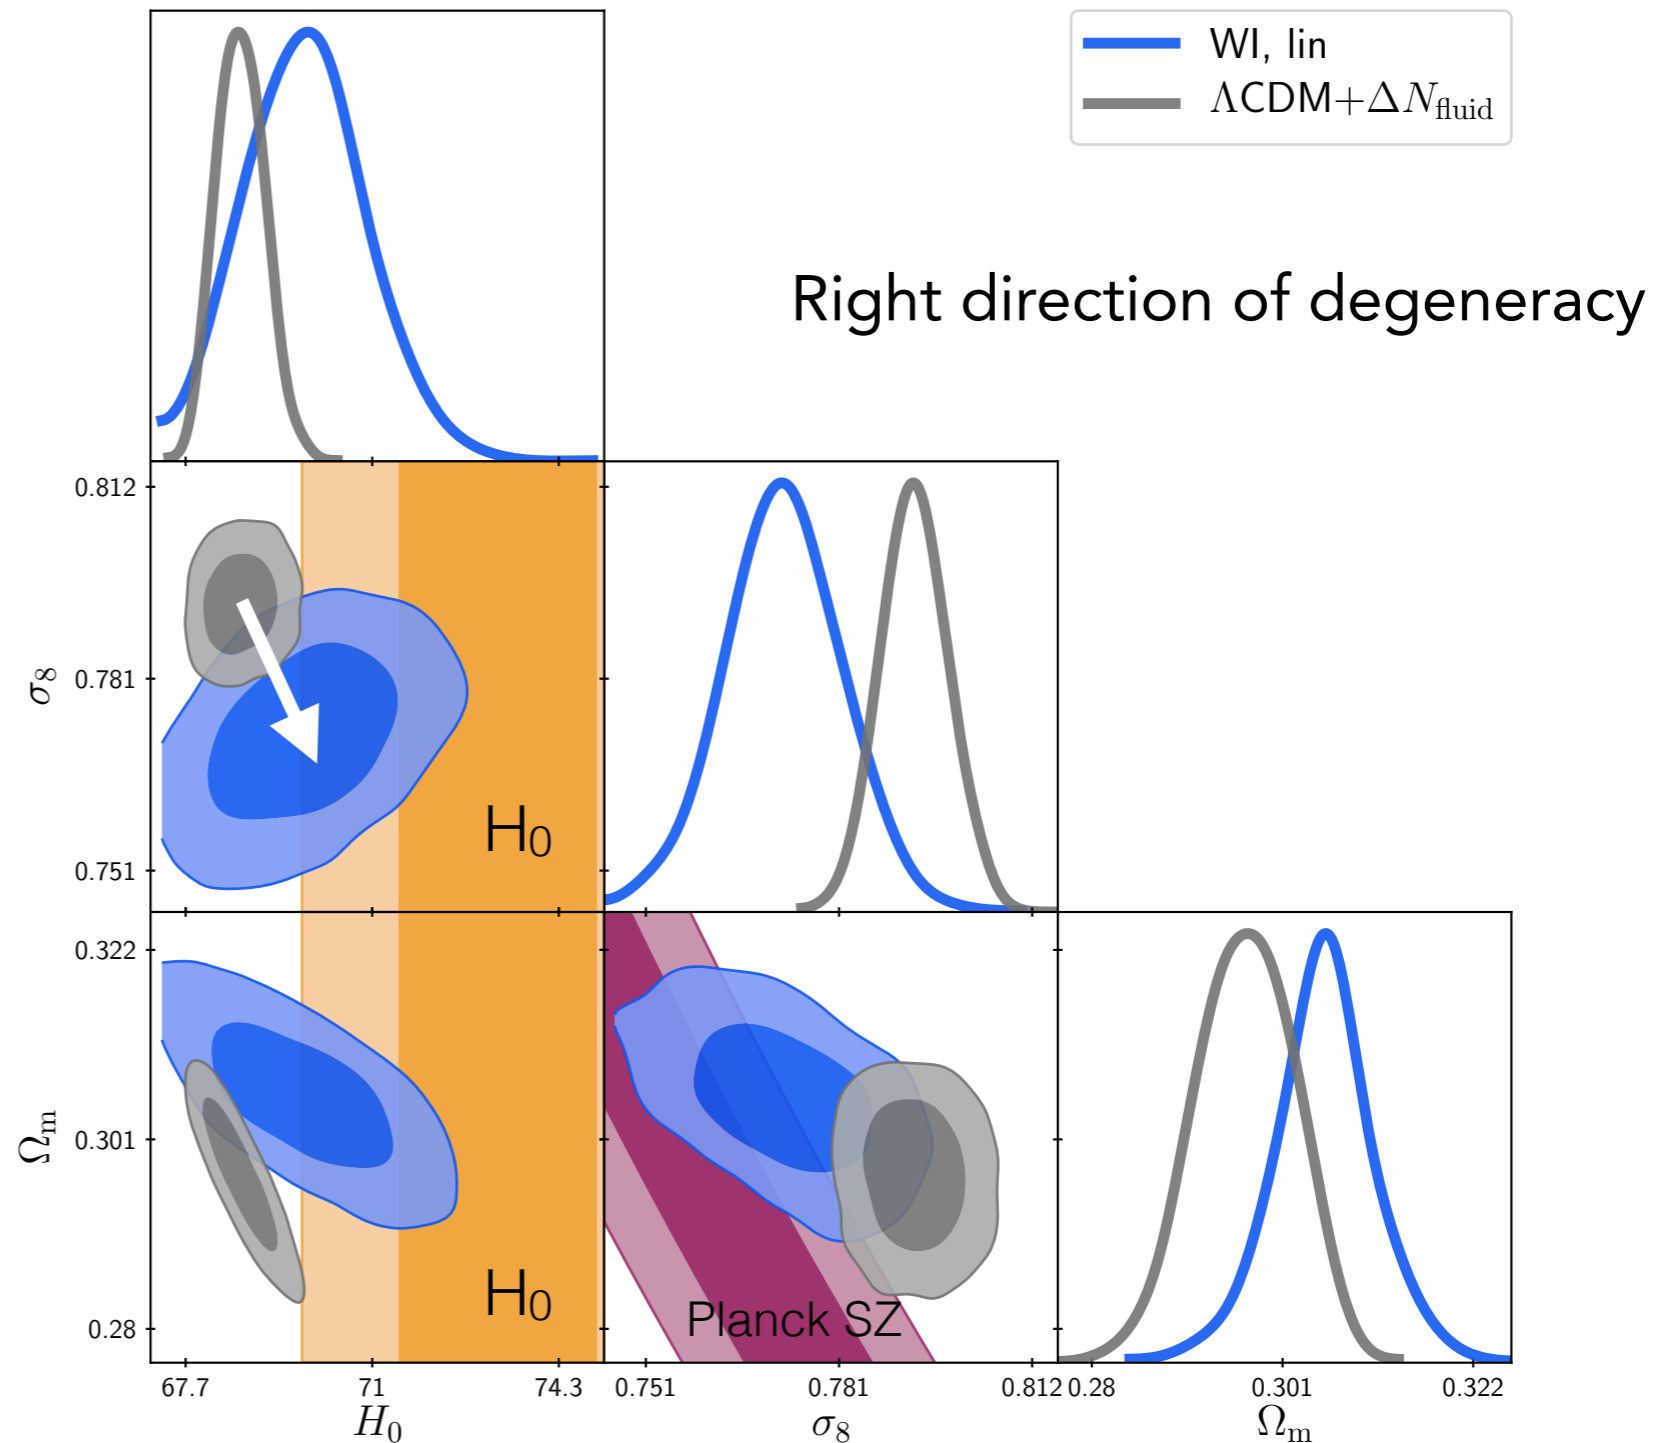 WI, lin
ΛCDM+ΔN_fluid
Right direction of degeneracy
0.812
0.781
0.751
σ₈
H₀
0.322
0.301
0.28
Ωₘ
H₀
Planck SZ
67.7 71 74.3 0.751 0.781 0.812 0.28 0.301 0.322
H₀ σ₈ Ωₘ